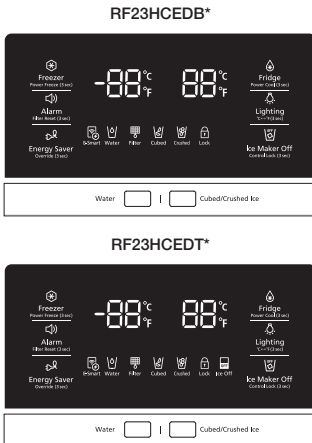 RF23HCEDB*
Freezer
Power Freeze (3 sec)
Alarm
Filter Reset (3 sec)
Energy Saver
Override (3 sec)
-88 °C °F
88 °C °F
E-Smart Water Filter Cubed Crushed Lock
Fridge
Power Cool (3 sec)
Lighting
°C↔°F (3 sec)
Ice Maker Off
Control Lock (3 sec)
Water | Cubed/Crushed Ice
RF23HCEDT*
Freezer
Power Freeze (3 sec)
Alarm
Filter Reset (3 sec)
Energy Saver
Override (3 sec)
-88 °C °F
88 °C °F
E-Smart Water Filter Cubed Crushed Lock Ice Off
Fridge
Power Cool (3 sec)
Lighting
°C↔°F (3 sec)
Ice Maker Off
Control Lock (3 sec)
Water | Cubed/Crushed Ice